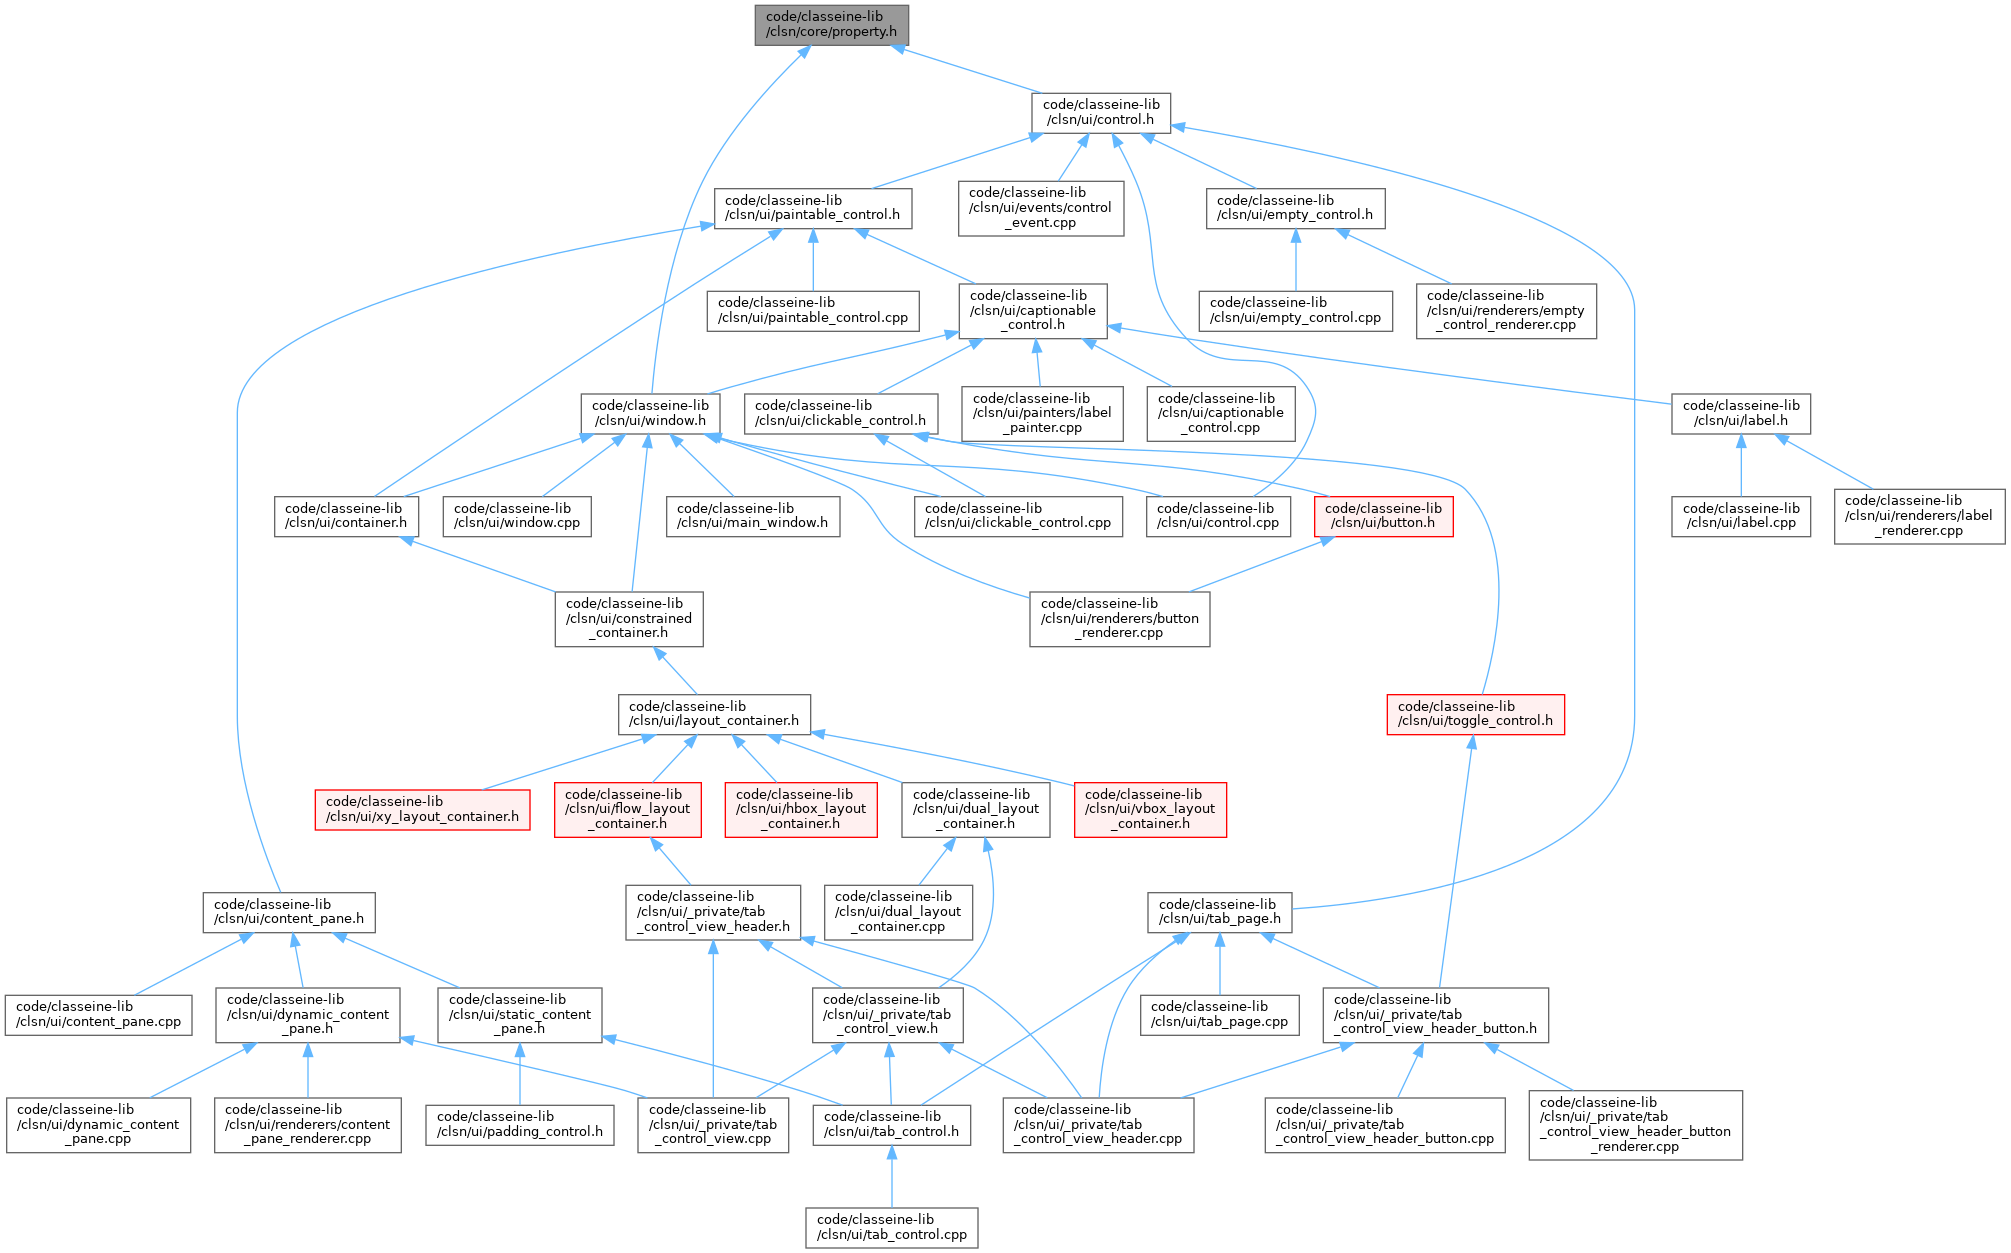 code/classeine-lib
/clsn/core/property.h
code/classeine-lib
/clsn/ui/control.h
code/classeine-lib
/clsn/ui/paintable_control.h
code/classeine-lib
/clsn/ui/events/control
_event.cpp
code/classeine-lib
/clsn/ui/empty_control.h
code/classeine-lib
/clsn/ui/paintable_control.cpp
code/classeine-lib
/clsn/ui/captionable
_control.h
code/classeine-lib
/clsn/ui/empty_control.cpp
code/classeine-lib
/clsn/ui/renderers/empty
_control_renderer.cpp
code/classeine-lib
/clsn/ui/window.h
code/classeine-lib
/clsn/ui/clickable_control.h
code/classeine-lib
/clsn/ui/painters/label
_painter.cpp
code/classeine-lib
/clsn/ui/captionable
_control.cpp
code/classeine-lib
/clsn/ui/label.h
code/classeine-lib
/clsn/ui/container.h
code/classeine-lib
/clsn/ui/window.cpp
code/classeine-lib
/clsn/ui/main_window.h
code/classeine-lib
/clsn/ui/clickable_control.cpp
code/classeine-lib
/clsn/ui/control.cpp
code/classeine-lib
/clsn/ui/button.h
code/classeine-lib
/clsn/ui/label.cpp
code/classeine-lib
/clsn/ui/renderers/label
_renderer.cpp
code/classeine-lib
/clsn/ui/constrained
_container.h
code/classeine-lib
/clsn/ui/renderers/button
_renderer.cpp
code/classeine-lib
/clsn/ui/layout_container.h
code/classeine-lib
/clsn/ui/toggle_control.h
code/classeine-lib
/clsn/ui/xy_layout_container.h
code/classeine-lib
/clsn/ui/flow_layout
_container.h
code/classeine-lib
/clsn/ui/hbox_layout
_container.h
code/classeine-lib
/clsn/ui/dual_layout
_container.h
code/classeine-lib
/clsn/ui/vbox_layout
_container.h
code/classeine-lib
/clsn/ui/content_pane.h
code/classeine-lib
/clsn/ui/_private/tab
_control_view_header.h
code/classeine-lib
/clsn/ui/dual_layout
_container.cpp
code/classeine-lib
/clsn/ui/tab_page.h
code/classeine-lib
/clsn/ui/content_pane.cpp
code/classeine-lib
/clsn/ui/dynamic_content
_pane.h
code/classeine-lib
/clsn/ui/static_content
_pane.h
code/classeine-lib
/clsn/ui/_private/tab
_control_view.h
code/classeine-lib
/clsn/ui/tab_page.cpp
code/classeine-lib
/clsn/ui/_private/tab
_control_view_header_button.h
code/classeine-lib
/clsn/ui/dynamic_content
_pane.cpp
code/classeine-lib
/clsn/ui/renderers/content
_pane_renderer.cpp
code/classeine-lib
/clsn/ui/padding_control.h
code/classeine-lib
/clsn/ui/_private/tab
_control_view.cpp
code/classeine-lib
/clsn/ui/tab_control.h
code/classeine-lib
/clsn/ui/_private/tab
_control_view_header.cpp
code/classeine-lib
/clsn/ui/_private/tab
_control_view_header_button.cpp
code/classeine-lib
/clsn/ui/_private/tab
_control_view_header_button
_renderer.cpp
code/classeine-lib
/clsn/ui/tab_control.cpp